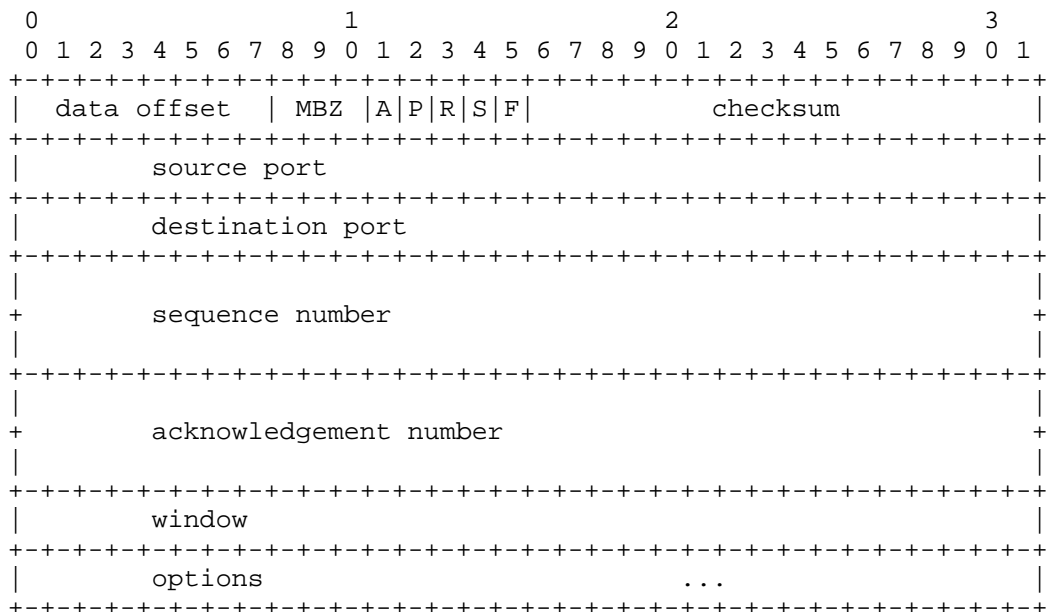 0                   1                   2                   3
 0 1 2 3 4 5 6 7 8 9 0 1 2 3 4 5 6 7 8 9 0 1 2 3 4 5 6 7 8 9 0 1
+-+-+-+-+-+-+-+-+-+-+-+-+-+-+-+-+-+-+-+-+-+-+-+-+-+-+-+-+-+-+-+-+
|  data offset  | MBZ |A|P|R|S|F|           checksum            |
+-+-+-+-+-+-+-+-+-+-+-+-+-+-+-+-+-+-+-+-+-+-+-+-+-+-+-+-+-+-+-+-+
|        source port                                            |
+-+-+-+-+-+-+-+-+-+-+-+-+-+-+-+-+-+-+-+-+-+-+-+-+-+-+-+-+-+-+-+-+
|        destination port                                       |
+-+-+-+-+-+-+-+-+-+-+-+-+-+-+-+-+-+-+-+-+-+-+-+-+-+-+-+-+-+-+-+-+
|                                                               |
+        sequence number                                        +
|                                                               |
+-+-+-+-+-+-+-+-+-+-+-+-+-+-+-+-+-+-+-+-+-+-+-+-+-+-+-+-+-+-+-+-+
|                                                               |
+        acknowledgement number                                 +
|                                                               |
+-+-+-+-+-+-+-+-+-+-+-+-+-+-+-+-+-+-+-+-+-+-+-+-+-+-+-+-+-+-+-+-+
|        window                                                 |
+-+-+-+-+-+-+-+-+-+-+-+-+-+-+-+-+-+-+-+-+-+-+-+-+-+-+-+-+-+-+-+-+
|        options                          ...                   |
+-+-+-+-+-+-+-+-+-+-+-+-+-+-+-+-+-+-+-+-+-+-+-+-+-+-+-+-+-+-+-+-+